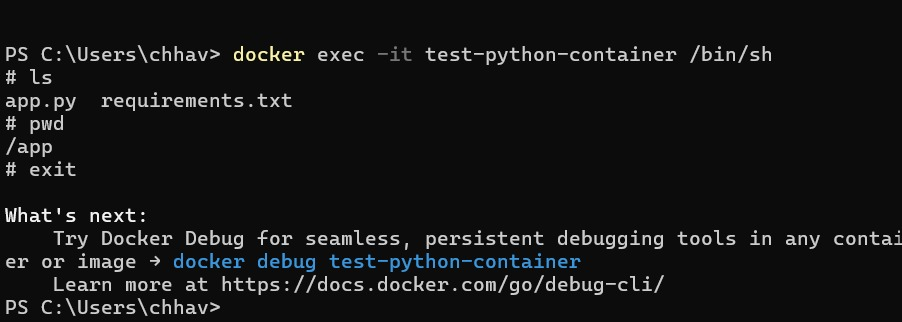 PS C:\Users\chhav> docker exec -it test-python-container /bin/sh
# ls
app.py  requirements.txt
# pwd
/app
# exit
What's next:
    Try Docker Debug for seamless, persistent debugging tools in any contai
er or image → docker debug test-python-container
    Learn more at https://docs.docker.com/go/debug-cli/
PS C:\Users\chhav>